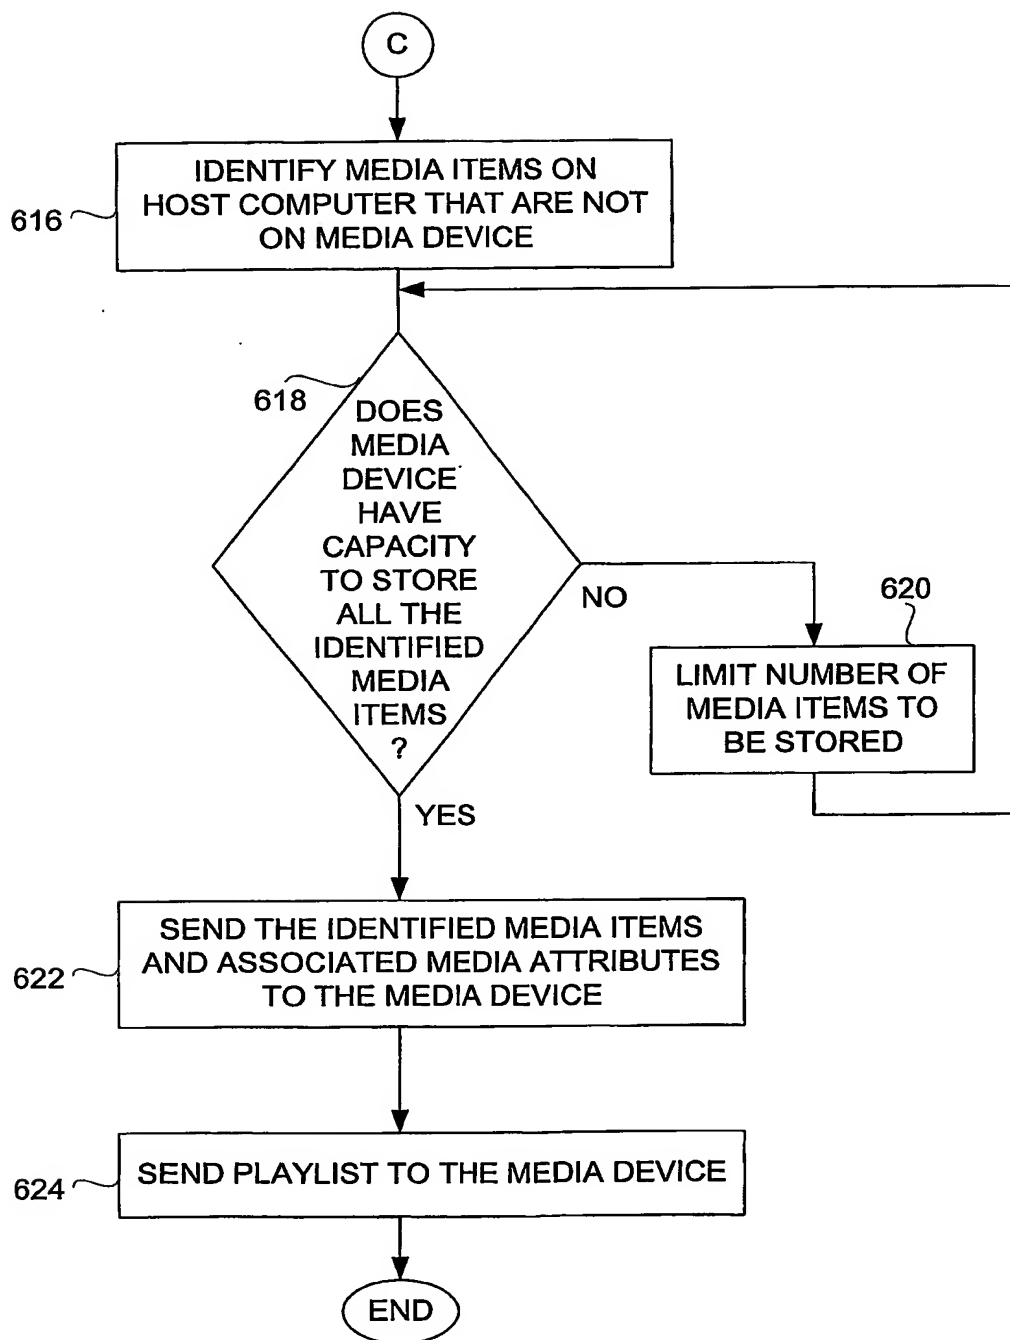 C
IDENTIFY MEDIA ITEMS ON
HOST COMPUTER THAT ARE NOT
ON MEDIA DEVICE
616
618
DOES
MEDIA
DEVICE
HAVE
CAPACITY
TO STORE
ALL THE
IDENTIFIED
MEDIA
ITEMS
?
NO
620
LIMIT NUMBER OF
MEDIA ITEMS TO
BE STORED
YES
SEND THE IDENTIFIED MEDIA ITEMS
AND ASSOCIATED MEDIA ATTRIBUTES
TO THE MEDIA DEVICE
622
SEND PLAYLIST TO THE MEDIA DEVICE
624
END